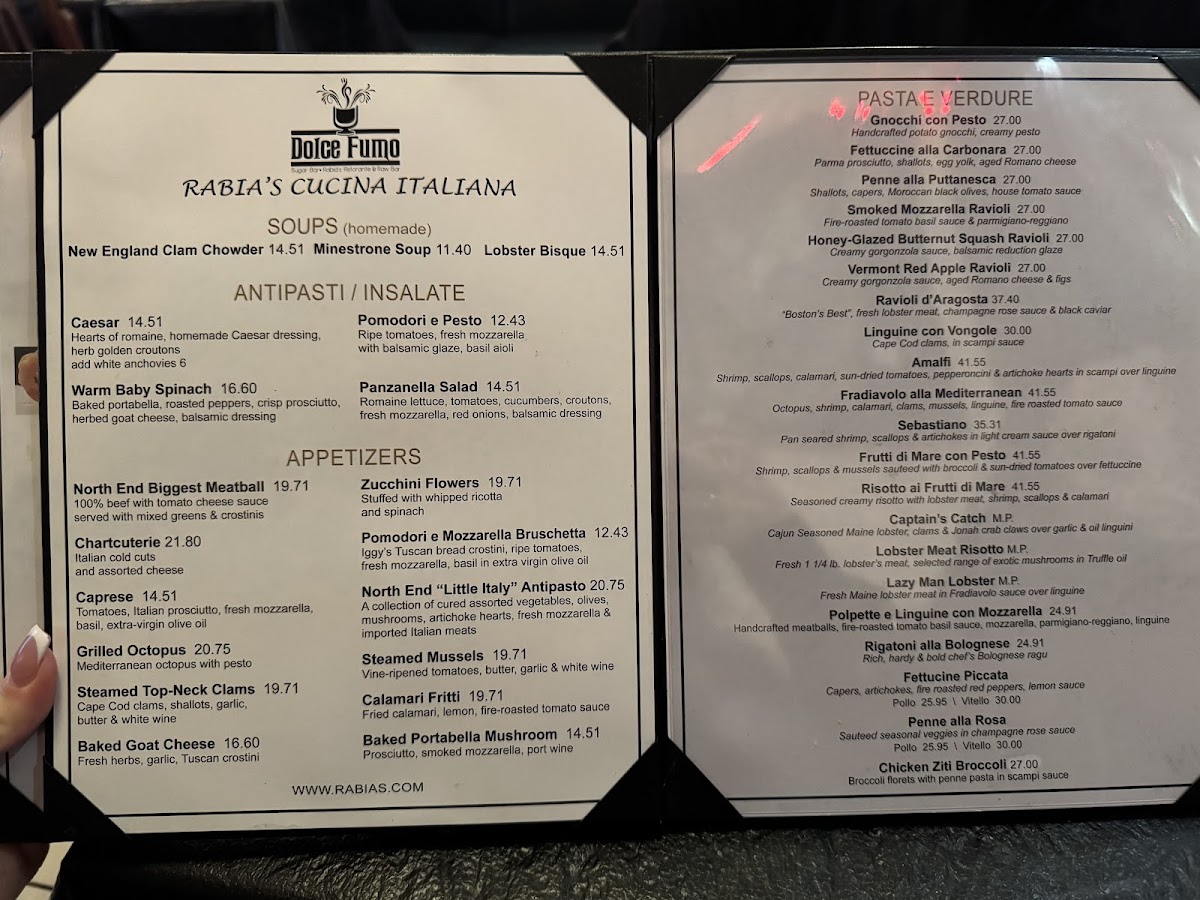 Dolce Fumo
Sugar Bar • Rabia's Ristorante & Raw Bar
RABIA'S CUCINA ITALIANA
SOUPS (homemade)
New England Clam Chowder 14.51 Minestrone Soup 11.40 Lobster Bisque 14.51
ANTIPASTI / INSALATE
Caesar 14.51
Hearts of romaine, homemade Caesar dressing,
herb golden croutons
add white anchovies 6
Warm Baby Spinach 16.60
Baked portabella, roasted peppers, crisp prosciutto,
herbed goat cheese, balsamic dressing
Pomodori e Pesto 12.43
Ripe tomatoes, fresh mozzarella
with balsamic glaze, basil aioli
Panzanella Salad 14.51
Romaine lettuce, tomatoes, cucumbers, croutons,
fresh mozzarella, red onions, balsamic dressing
APPETIZERS
North End Biggest Meatball 19.71
100% beef with tomato cheese sauce
served with mixed greens & crostinis
Chartcuterie 21.80
Italian cold cuts
and assorted cheese
Caprese 14.51
Tomatoes, Italian prosciutto, fresh mozzarella,
basil, extra-virgin olive oil
Grilled Octopus 20.75
Mediterranean octopus with pesto
Steamed Top-Neck Clams 19.71
Cape Cod clams, shallots, garlic,
butter & white wine
Baked Goat Cheese 16.60
Fresh herbs, garlic, Tuscan crostini
Zucchini Flowers 19.71
Stuffed with whipped ricotta
and spinach
Pomodori e Mozzarella Bruschetta 12.43
Iggy's Tuscan bread crostini, ripe tomatoes,
fresh mozzarella, basil in extra virgin olive oil
North End "Little Italy" Antipasto 20.75
A collection of cured assorted vegetables, olives,
mushrooms, artichoke hearts, fresh mozzarella &
imported Italian meats
Steamed Mussels 19.71
Vine-ripened tomatoes, butter, garlic & white wine
Calamari Fritti 19.71
Fried calamari, lemon, fire-roasted tomato sauce
Baked Portabella Mushroom 14.51
Prosciutto, smoked mozzarella, port wine
WWW.RABIAS.COM
PASTA E VERDURE
Gnocchi con Pesto 27.00
Handcrafted potato gnocchi, creamy pesto
Fettuccine alla Carbonara 27.00
Parma prosciutto, shallots, egg yolk, aged Romano cheese
Penne alla Puttanesca 27.00
Shallots, capers, Moroccan black olives, house tomato sauce
Smoked Mozzarella Ravioli 27.00
Fire-roasted tomato basil sauce & parmigiano-reggiano
Honey-Glazed Butternut Squash Ravioli 27.00
Creamy gorgonzola sauce, balsamic reduction glaze
Vermont Red Apple Ravioli 27.00
Creamy gorgonzola sauce, aged Romano cheese & figs
Ravioli d'Aragosta 37.40
"Boston's Best", fresh lobster meat, champagne rose sauce & black caviar
Linguine con Vongole 30.00
Cape Cod clams, in scampi sauce
Amalfi 41.55
Shrimp, scallops, calamari, sun-dried tomatoes, pepperoncini & artichoke hearts in scampi over linguine
Fradiavolo alla Mediterranean 41.55
Octopus, shrimp, calamari, clams, mussels, linguine, fire roasted tomato sauce
Sebastiano 35.31
Pan seared shrimp, scallops & artichokes in light cream sauce over rigatoni
Frutti di Mare con Pesto 41.55
Shrimp, scallops & mussels sauteed with broccoli & sun-dried tomatoes over fettuccine
Risotto ai Frutti di Mare 41.55
Seasoned creamy risotto with lobster meat, shrimp, scallops & calamari
Captain's Catch M.P.
Cajun Seasoned Maine lobster, clams & Jonah crab claws over garlic & oil linguini
Lobster Meat Risotto M.P.
Fresh 1 1/4 lb. lobster's meat, selected range of exotic mushrooms in Truffle oil
Lazy Man Lobster M.P.
Fresh Maine lobster meat in Fradiavolo sauce over linguine
Polpette e Linguine con Mozzarella 24.91
Handcrafted meatballs, fire-roasted tomato basil sauce, mozzarella, parmigiano-reggiano, linguine
Rigatoni alla Bolognese 24.91
Rich, hardy & bold chef's Bolognese ragu
Fettucine Piccata
Capers, artichokes, fire roasted red peppers, lemon sauce
Pollo 25.95 \ Vitello 30.00
Penne alla Rosa
Sauteed seasonal veggies in champagne rose sauce
Pollo 25.95 \ Vitello 30.00
Chicken Ziti Broccoli 27.00
Broccoli florets with penne pasta in scampi sauce